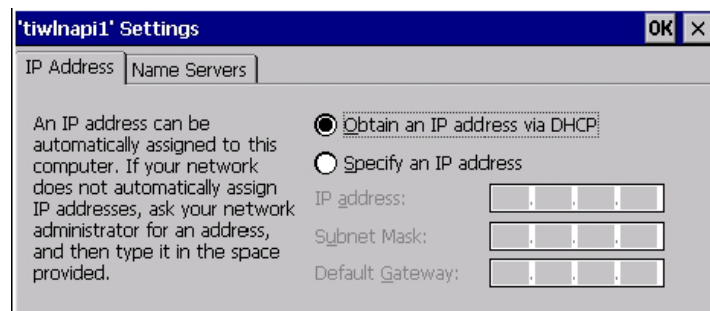 'tiwlnapi1' Settings OK ×
IP Address Name Servers
An IP address can be
automatically assigned to this
computer. If your network
does not automatically assign
IP addresses, ask your network
administrator for an address,
and then type it in the space
provided.
Obtain an IP address via DHCP
Specify an IP address
IP address:
Subnet Mask:
Default Gateway: